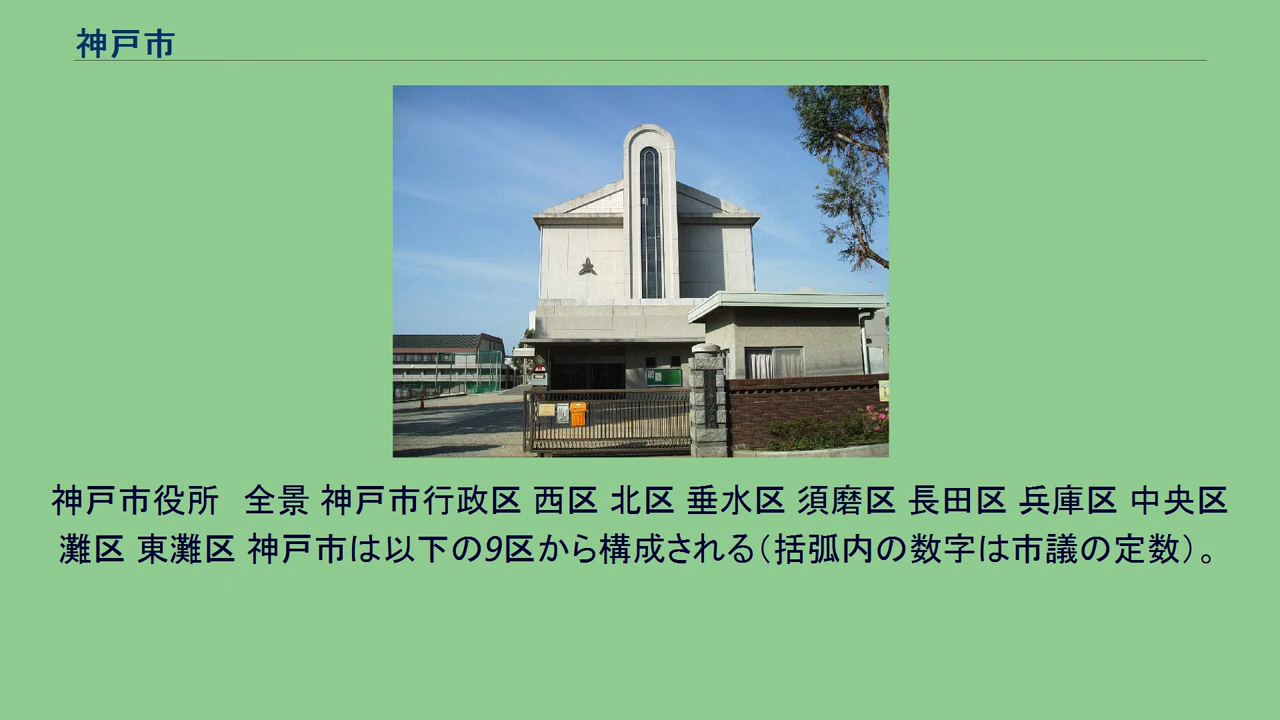 神戸市
神戸市役所　全景 神戸市行政区 西区 北区 垂水区 須磨区 長田区 兵庫区 中央区
灘区 東灘区 神戸市は以下の9区から構成される（括弧内の数字は市議の定数）。